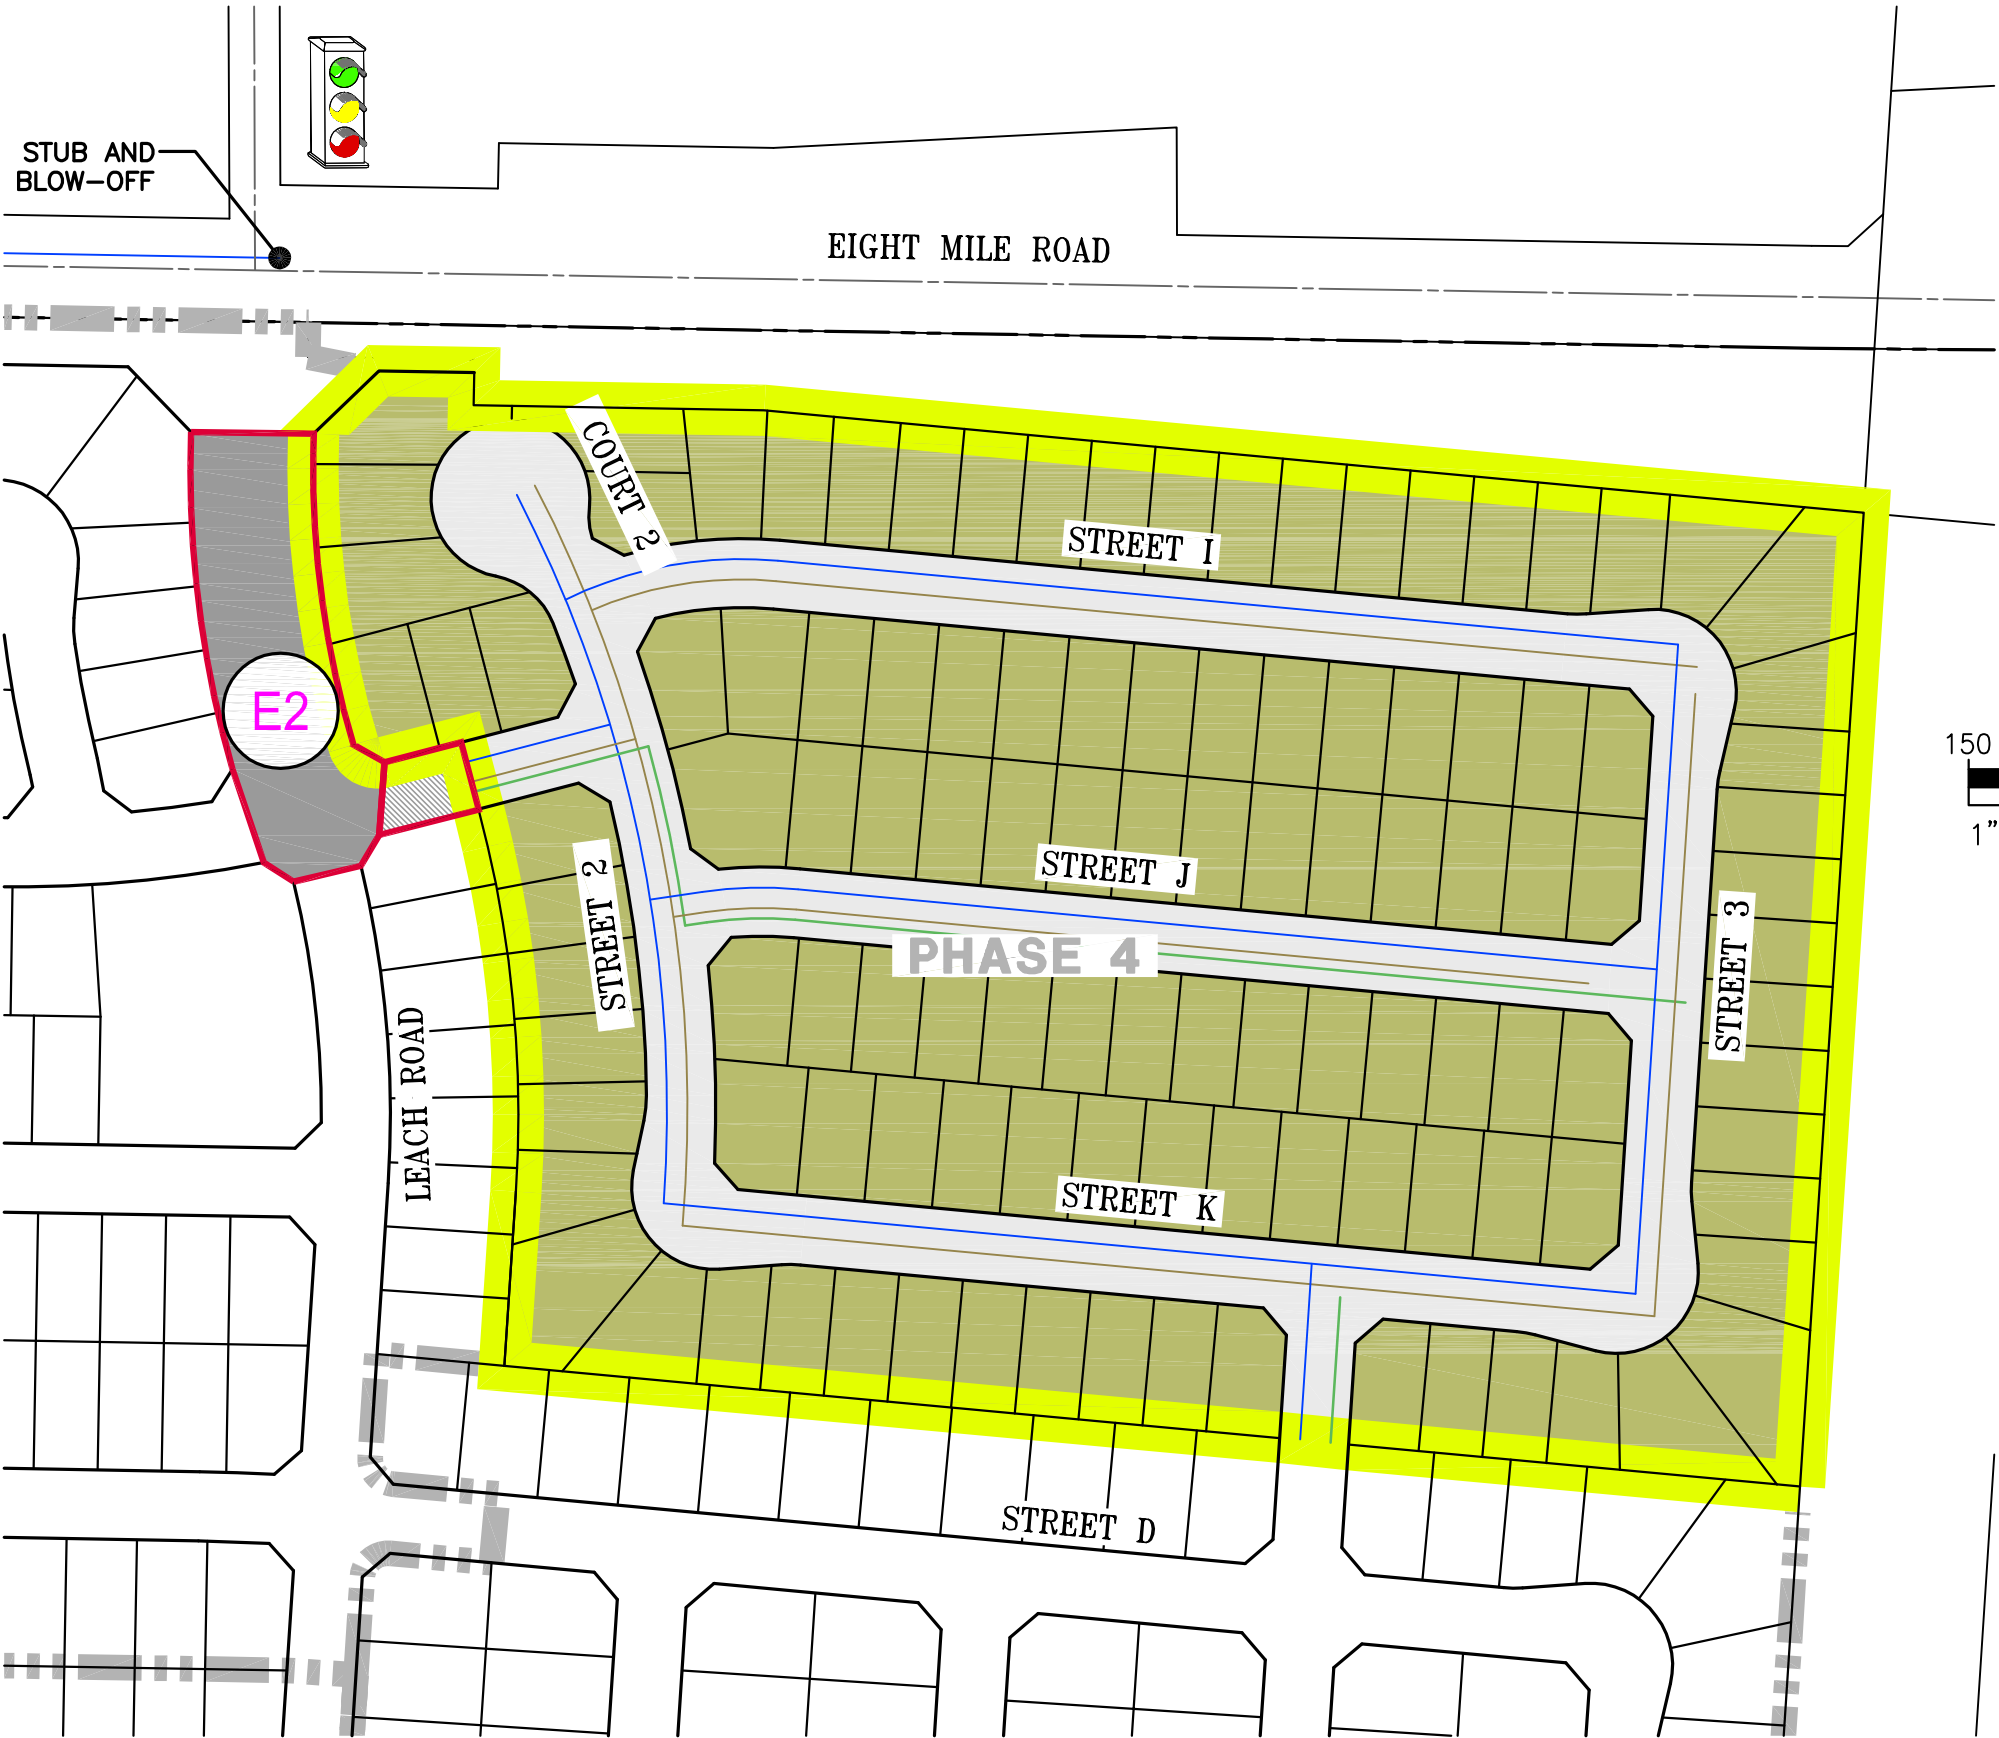 STUB AND
BLOW-OFF
EIGHT MILE ROAD
COURT 2
STREET I
E2
150
1"
STREET J
STREET 2
STREET 3
PHASE 4
LEACH ROAD
STREET K
STREET D